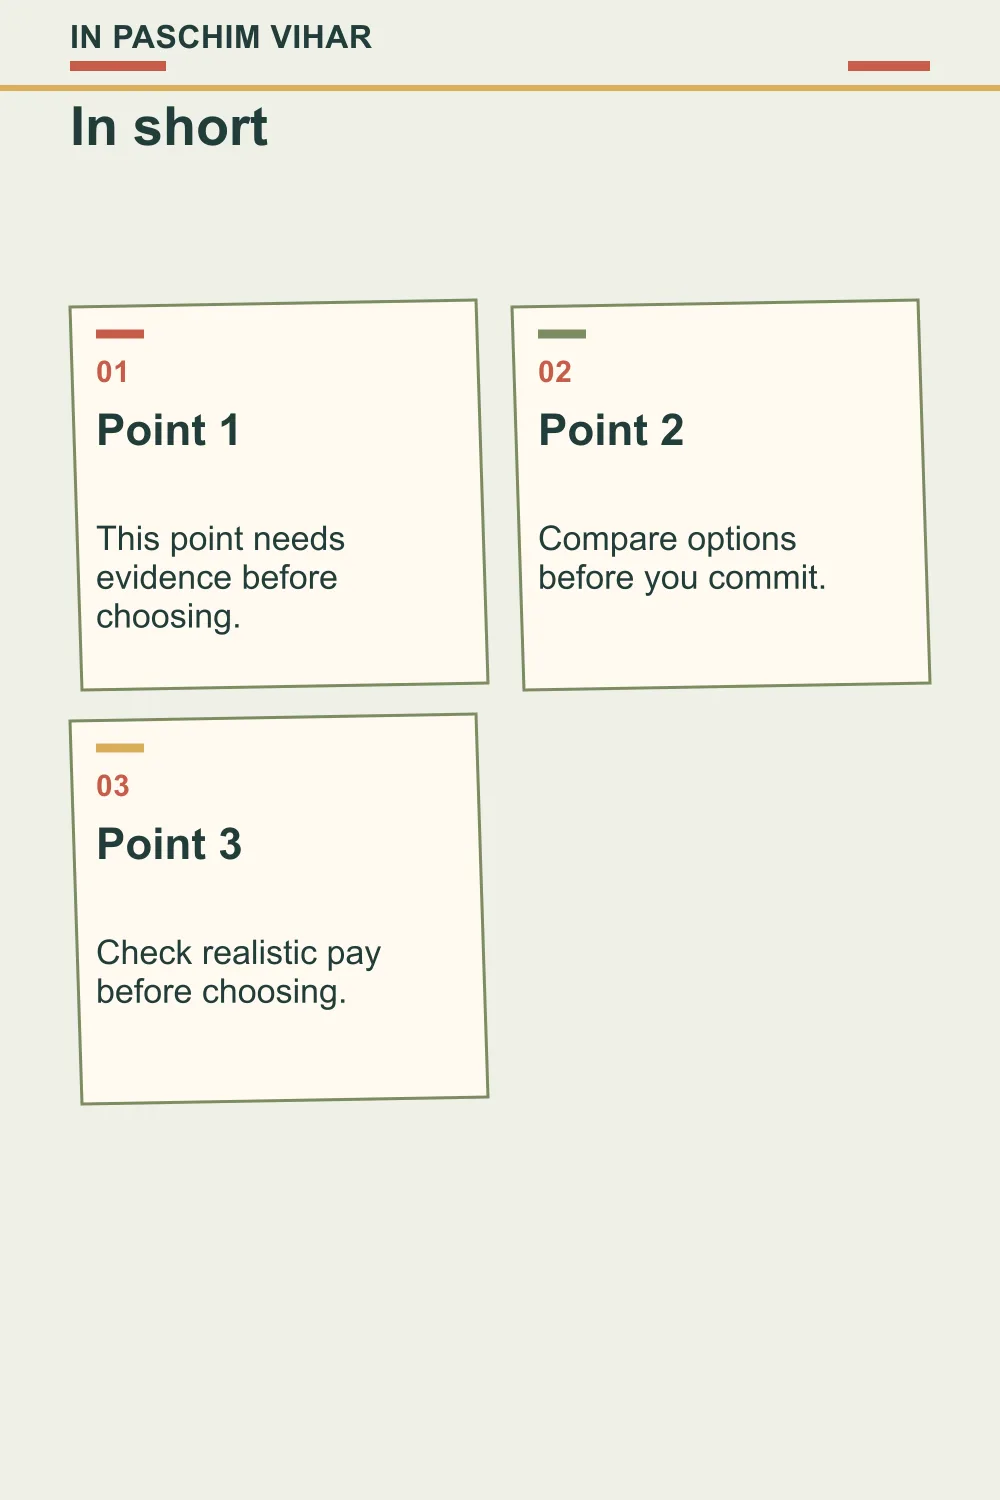 IN PASCHIM VIHAR
In short
01
Point 1
This point needs
evidence before
choosing.
02
Point 2
Compare options
before you commit.
03
Point 3
Check realistic pay
before choosing.